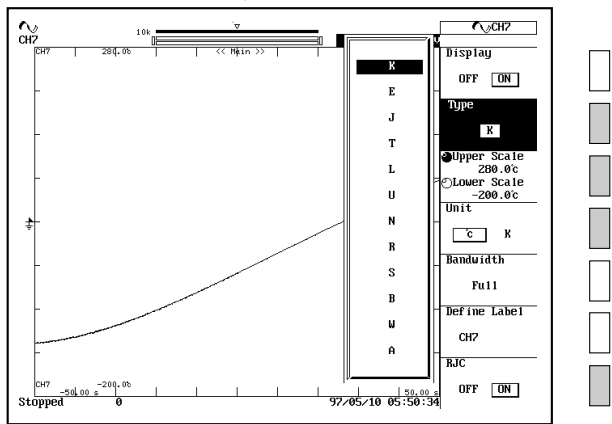 CH7
10k
CH7
CH7 280.0°c << Main >>
K
E
J
T
L
U
N
R
S
B
W
A
Display
OFF ON
Type
K
Upper Scale
280.0°c
Lower Scale
-200.0°c
Unit
°c K
Bandwidth
Full
Define Label
CH7
RJC
OFF ON
CH7 -200.0°c
-50.00 s 50.00 s
Stopped 0 97/05/10 05:50:34